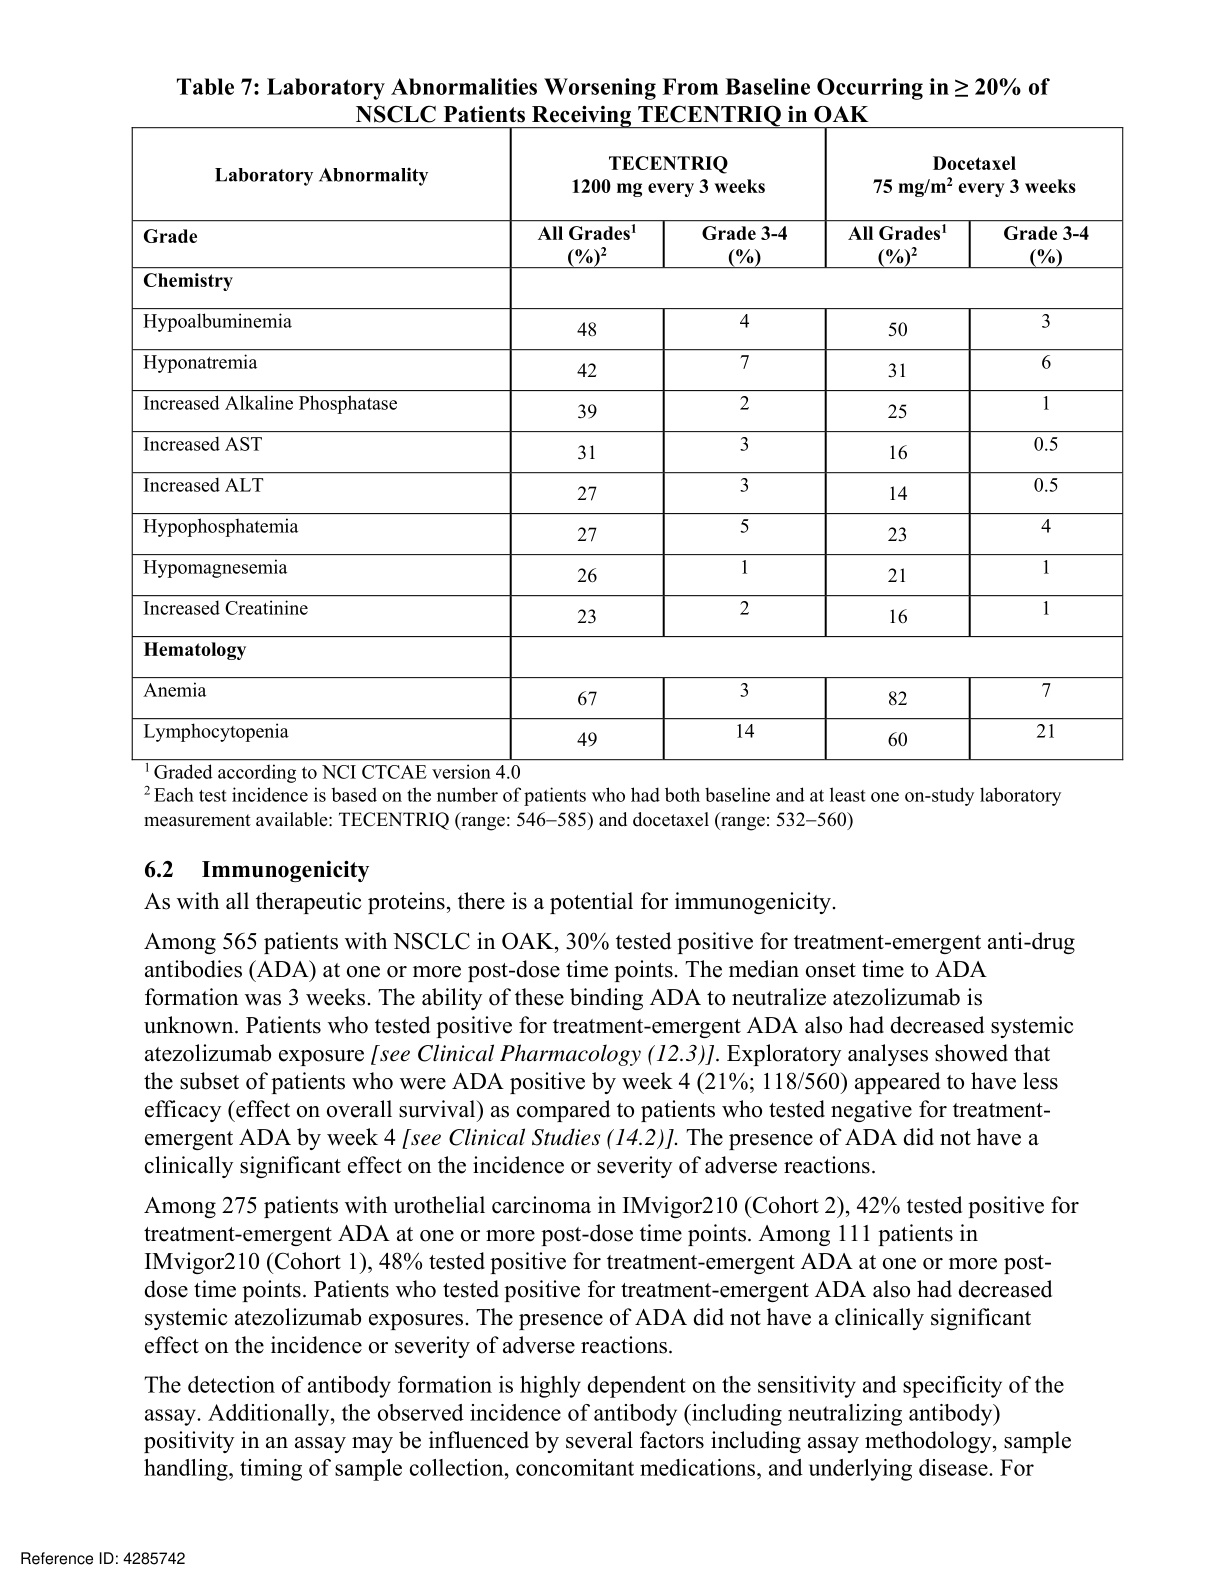 Table 7: Laboratory Abnormalities Worsening From Baseline Occurring in ≥ 20% of
NSCLC Patients Receiving TECENTRIQ in OAK
Laboratory Abnormality
TECENTRIQ
1200 mg every 3 weeks
Docetaxel
75 mg/m² every 3 weeks
Grade
All Grades¹
(%)²
Grade 3-4
(%)
All Grades¹
(%)²
Grade 3-4
(%)
Chemistry
Hypoalbuminemia 48 4 50 3
Hyponatremia 42 7 31 6
Increased Alkaline Phosphatase 39 2 25 1
Increased AST 31 3 16 0.5
Increased ALT 27 3 14 0.5
Hypophosphatemia 27 5 23 4
Hypomagnesemia 26 1 21 1
Increased Creatinine 23 2 16 1
Hematology
Anemia 67 3 82 7
Lymphocytopenia 49 14 60 21
¹ Graded according to NCI CTCAE version 4.0
² Each test incidence is based on the number of patients who had both baseline and at least one on-study laboratory
measurement available: TECENTRIQ (range: 546–585) and docetaxel (range: 532–560)
6.2 Immunogenicity
As with all therapeutic proteins, there is a potential for immunogenicity.
Among 565 patients with NSCLC in OAK, 30% tested positive for treatment-emergent anti-drug
antibodies (ADA) at one or more post-dose time points. The median onset time to ADA
formation was 3 weeks. The ability of these binding ADA to neutralize atezolizumab is
unknown. Patients who tested positive for treatment-emergent ADA also had decreased systemic
atezolizumab exposure [see Clinical Pharmacology (12.3)]. Exploratory analyses showed that
the subset of patients who were ADA positive by week 4 (21%; 118/560) appeared to have less
efficacy (effect on overall survival) as compared to patients who tested negative for treatment-
emergent ADA by week 4 [see Clinical Studies (14.2)]. The presence of ADA did not have a
clinically significant effect on the incidence or severity of adverse reactions.
Among 275 patients with urothelial carcinoma in IMvigor210 (Cohort 2), 42% tested positive for
treatment-emergent ADA at one or more post-dose time points. Among 111 patients in
IMvigor210 (Cohort 1), 48% tested positive for treatment-emergent ADA at one or more post-
dose time points. Patients who tested positive for treatment-emergent ADA also had decreased
systemic atezolizumab exposures. The presence of ADA did not have a clinically significant
effect on the incidence or severity of adverse reactions.
The detection of antibody formation is highly dependent on the sensitivity and specificity of the
assay. Additionally, the observed incidence of antibody (including neutralizing antibody)
positivity in an assay may be influenced by several factors including assay methodology, sample
handling, timing of sample collection, concomitant medications, and underlying disease. For
Reference ID: 4285742